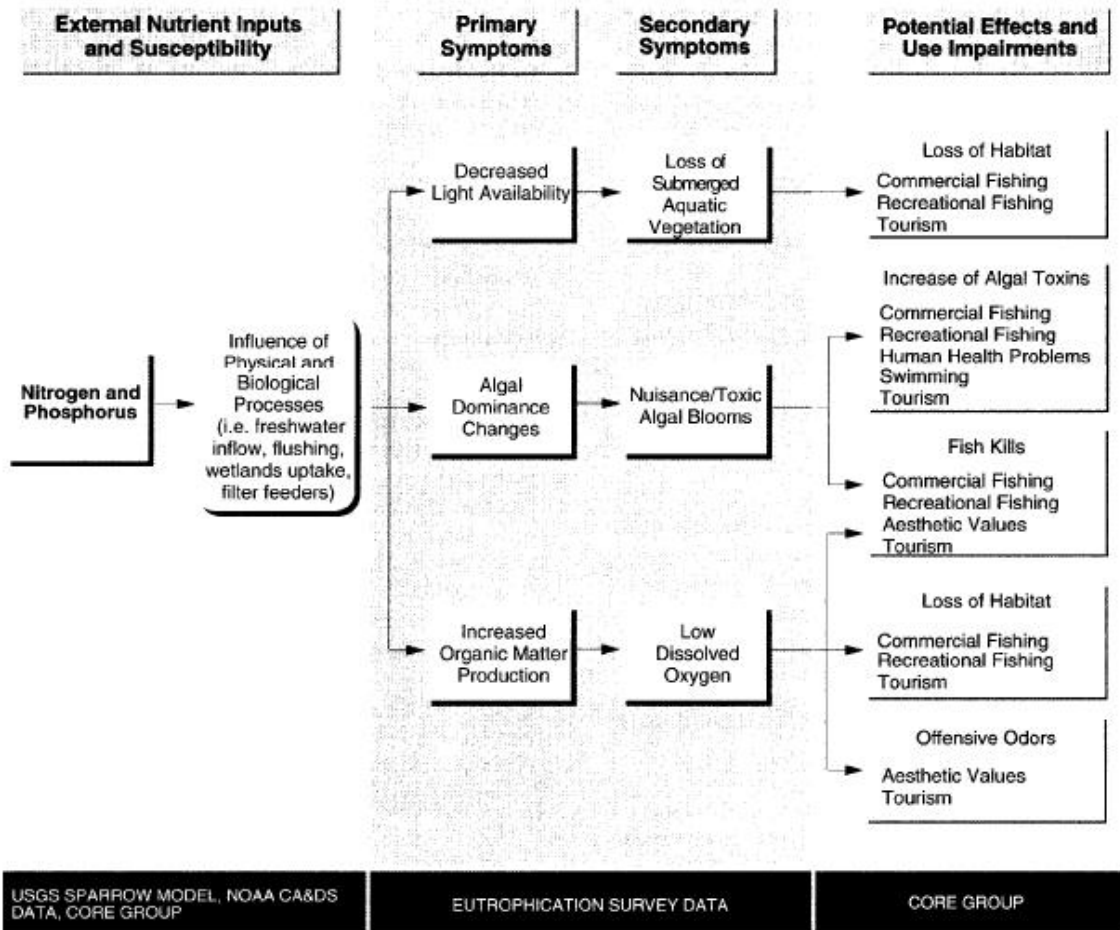 External Nutrient Inputs
and Susceptibility
Primary
Symptoms
Secondary
Symptoms
Potential Effects and
Use Impairments
Nitrogen and
Phosphorus
Influence of
Physical and
Biological
Processes
(i.e. freshwater
inflow, flushing,
wetlands uptake,
filter feeders)
Decreased
Light Availability
Loss of
Submerged
Aquatic
Vegetation
Loss of Habitat
Commercial Fishing
Recreational Fishing
Tourism
Algal
Dominance
Changes
Nuisance/Toxic
Algal Blooms
Increase of Algal Toxins
Commercial Fishing
Recreational Fishing
Human Health Problems
Swimming
Tourism
Fish Kills
Commercial Fishing
Recreational Fishing
Aesthetic Values
Tourism
Increased
Organic Matter
Production
Low
Dissolved
Oxygen
Loss of Habitat
Commercial Fishing
Recreational Fishing
Tourism
Offensive Odors
Aesthetic Values
Tourism
USGS SPARROW MODEL, NOAA CA&DS
DATA, CORE GROUP
EUTROPHICATION SURVEY DATA
CORE GROUP